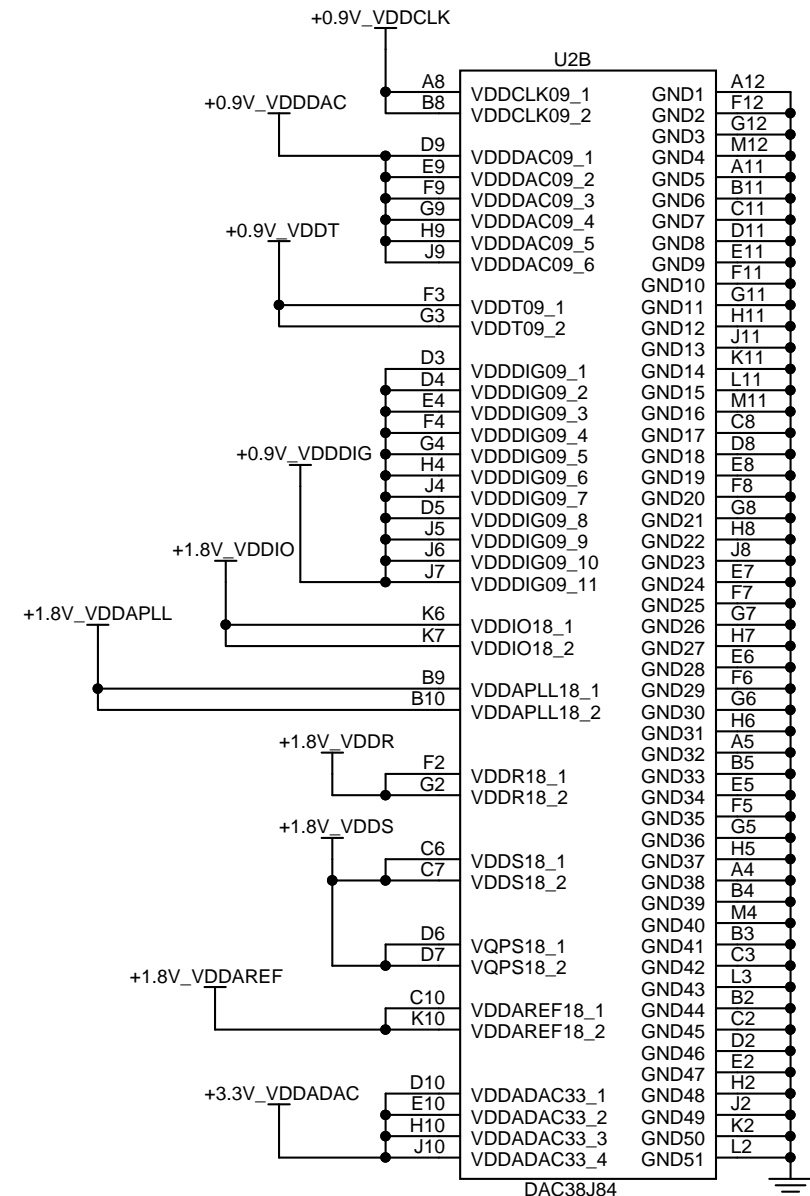 +0.9V_VDDCLK
U2B
A8 VDDCLK09_1 GND1 A12
B8 VDDCLK09_2 GND2 F12
+0.9V_VDDDAC
GND3 G12
D9 VDDDAC09_1 GND4 M12
E9 VDDDAC09_2 GND5 A11
F9 VDDDAC09_3 GND6 B11
G9 VDDDAC09_4 GND7 C11
H9 VDDDAC09_5 GND8 D11
J9 VDDDAC09_6 GND9 E11
+0.9V_VDDT
GND10 F11
F3 VDDT09_1 GND11 G11
G3 VDDT09_2 GND12 H11
GND13 J11
D3 VDDDIG09_1 GND14 K11
D4 VDDDIG09_2 GND15 L11
E4 VDDDIG09_3 GND16 M11
F4 VDDDIG09_4 GND17 C8
G4 VDDDIG09_5 GND18 D8
+0.9V_VDDDIG
H4 VDDDIG09_6 GND19 E8
J4 VDDDIG09_7 GND20 F8
D5 VDDDIG09_8 GND21 G8
J5 VDDDIG09_9 GND22 H8
J6 VDDDIG09_10 GND23 J8
+1.8V_VDDIO
J7 VDDDIG09_11 GND24 E7
GND25 F7
+1.8V_VDDAPLL
K6 VDDIO18_1 GND26 G7
K7 VDDIO18_2 GND27 H7
GND28 E6
B9 VDDAPLL18_1 GND29 F6
B10 VDDAPLL18_2 GND30 G6
GND31 H6
+1.8V_VDDR
GND32 A5
F2 VDDR18_1 GND33 B5
G2 VDDR18_2 GND34 E5
GND35 F5
+1.8V_VDDS
GND36 G5
C6 VDDS18_1 GND37 H5
C7 VDDS18_2 GND38 A4
GND39 B4
GND40 M4
D6 VQPS18_1 GND41 B3
D7 VQPS18_2 GND42 C3
+1.8V_VDDAREF
GND43 L3
C10 VDDAREF18_1 GND44 B2
K10 VDDAREF18_2 GND45 C2
GND46 D2
GND47 E2
+3.3V_VDDADAC
D10 VDDADAC33_1 GND48 H2
E10 VDDADAC33_2 GND49 J2
H10 VDDADAC33_3 GND50 K2
J10 VDDADAC33_4 GND51 L2
DAC38J84